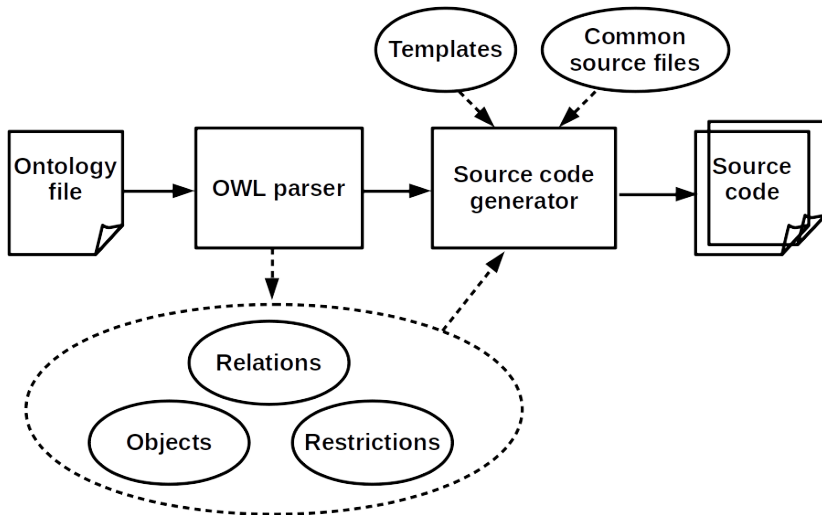 Templates
Common
source files
Ontology
file
OWL parser
Source code
generator
Source
code
Relations
Objects
Restrictions